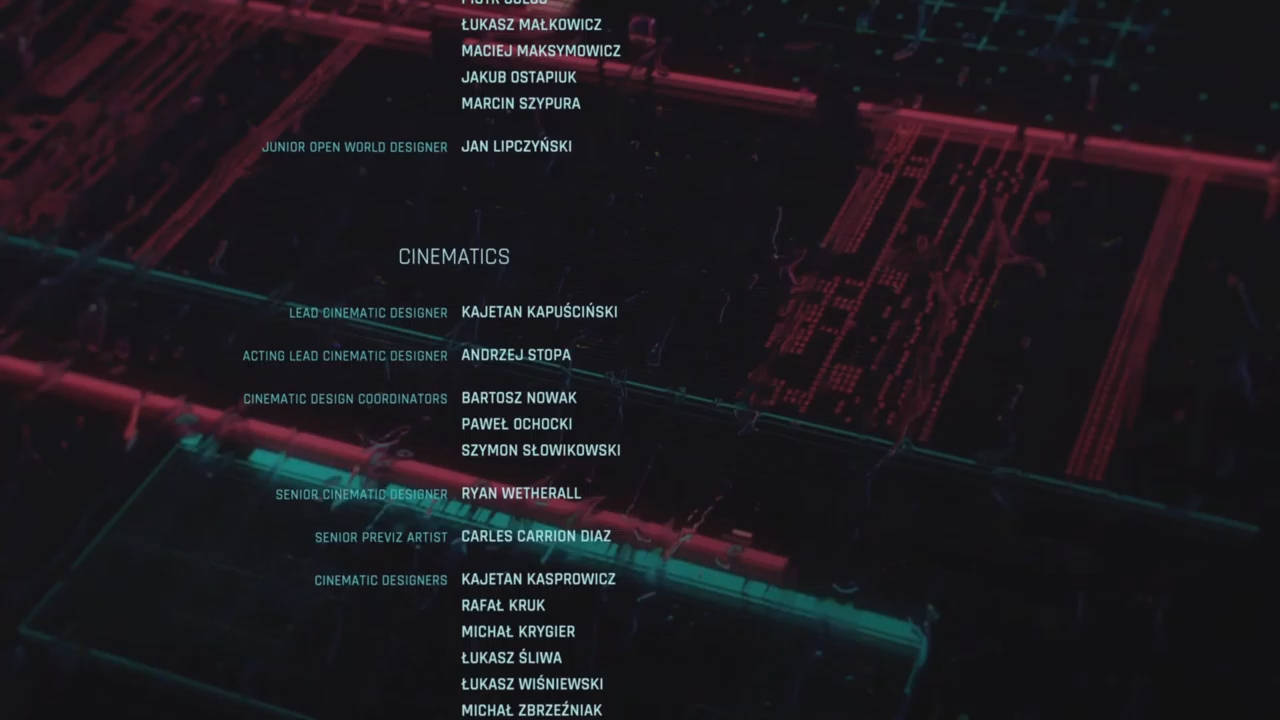 ŁUKASZ MAŁKOWICZ
MACIEJ MAKSYMOWICZ
JAKUB OSTAPIUK
MARCIN SZYPURA
JUNIOR OPEN WORLD DESIGNER JAN LIPCZYŃSKI
CINEMATICS
LEAD CINEMATIC DESIGNER KAJETAN KAPUŚCIŃSKI
ACTING LEAD CINEMATIC DESIGNER ANDRZEJ STOPA
CINEMATIC DESIGN COORDINATORS BARTOSZ NOWAK
PAWEŁ OCHOCKI
SZYMON SŁOWIKOWSKI
SENIOR CINEMATIC DESIGNER RYAN WETHERALL
SENIOR PREVIZ ARTIST CARLES CARRION DIAZ
CINEMATIC DESIGNERS KAJETAN KASPROWICZ
RAFAŁ KRUK
MICHAŁ KRYGIER
ŁUKASZ ŚLIWA
ŁUKASZ WIŚNIEWSKI
MICHAŁ ZBRZEŹNIAK